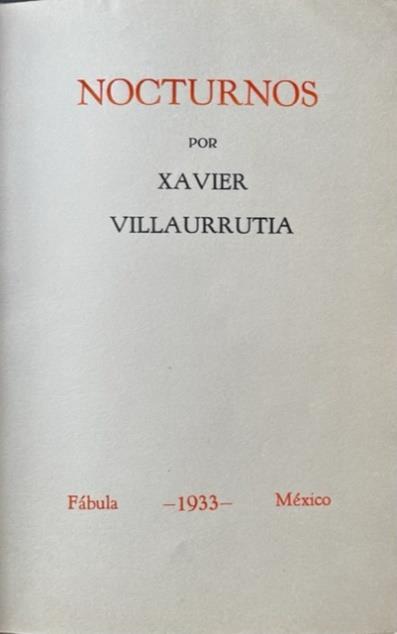 NOCTURNOS
POR
XAVIER
VILLAURRUTIA
Fábula –1933– México